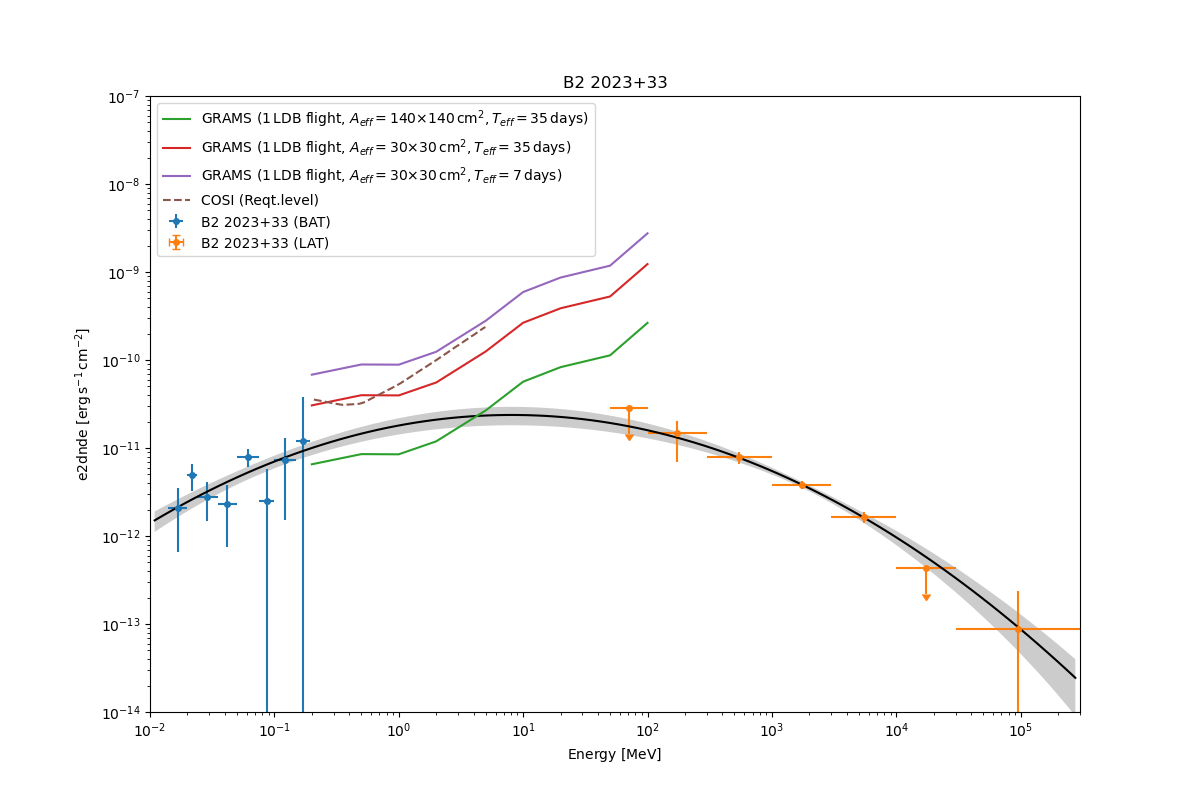 B2 2023+33
10⁻⁷
10⁻⁸
10⁻⁹
10⁻¹⁰
10⁻¹¹
10⁻¹²
10⁻¹³
10⁻¹⁴
e2dnde [erg s⁻¹ cm⁻²]
GRAMS (1 LDB flight, A_eff = 140×140 cm², T_eff = 35 days)
GRAMS (1 LDB flight, A_eff = 30×30 cm², T_eff = 35 days)
GRAMS (1 LDB flight, A_eff = 30×30 cm², T_eff = 7 days)
COSI (Reqt.level)
B2 2023+33 (BAT)
B2 2023+33 (LAT)
10⁻² 10⁻¹ 10⁰ 10¹ 10² 10³ 10⁴ 10⁵
Energy [MeV]